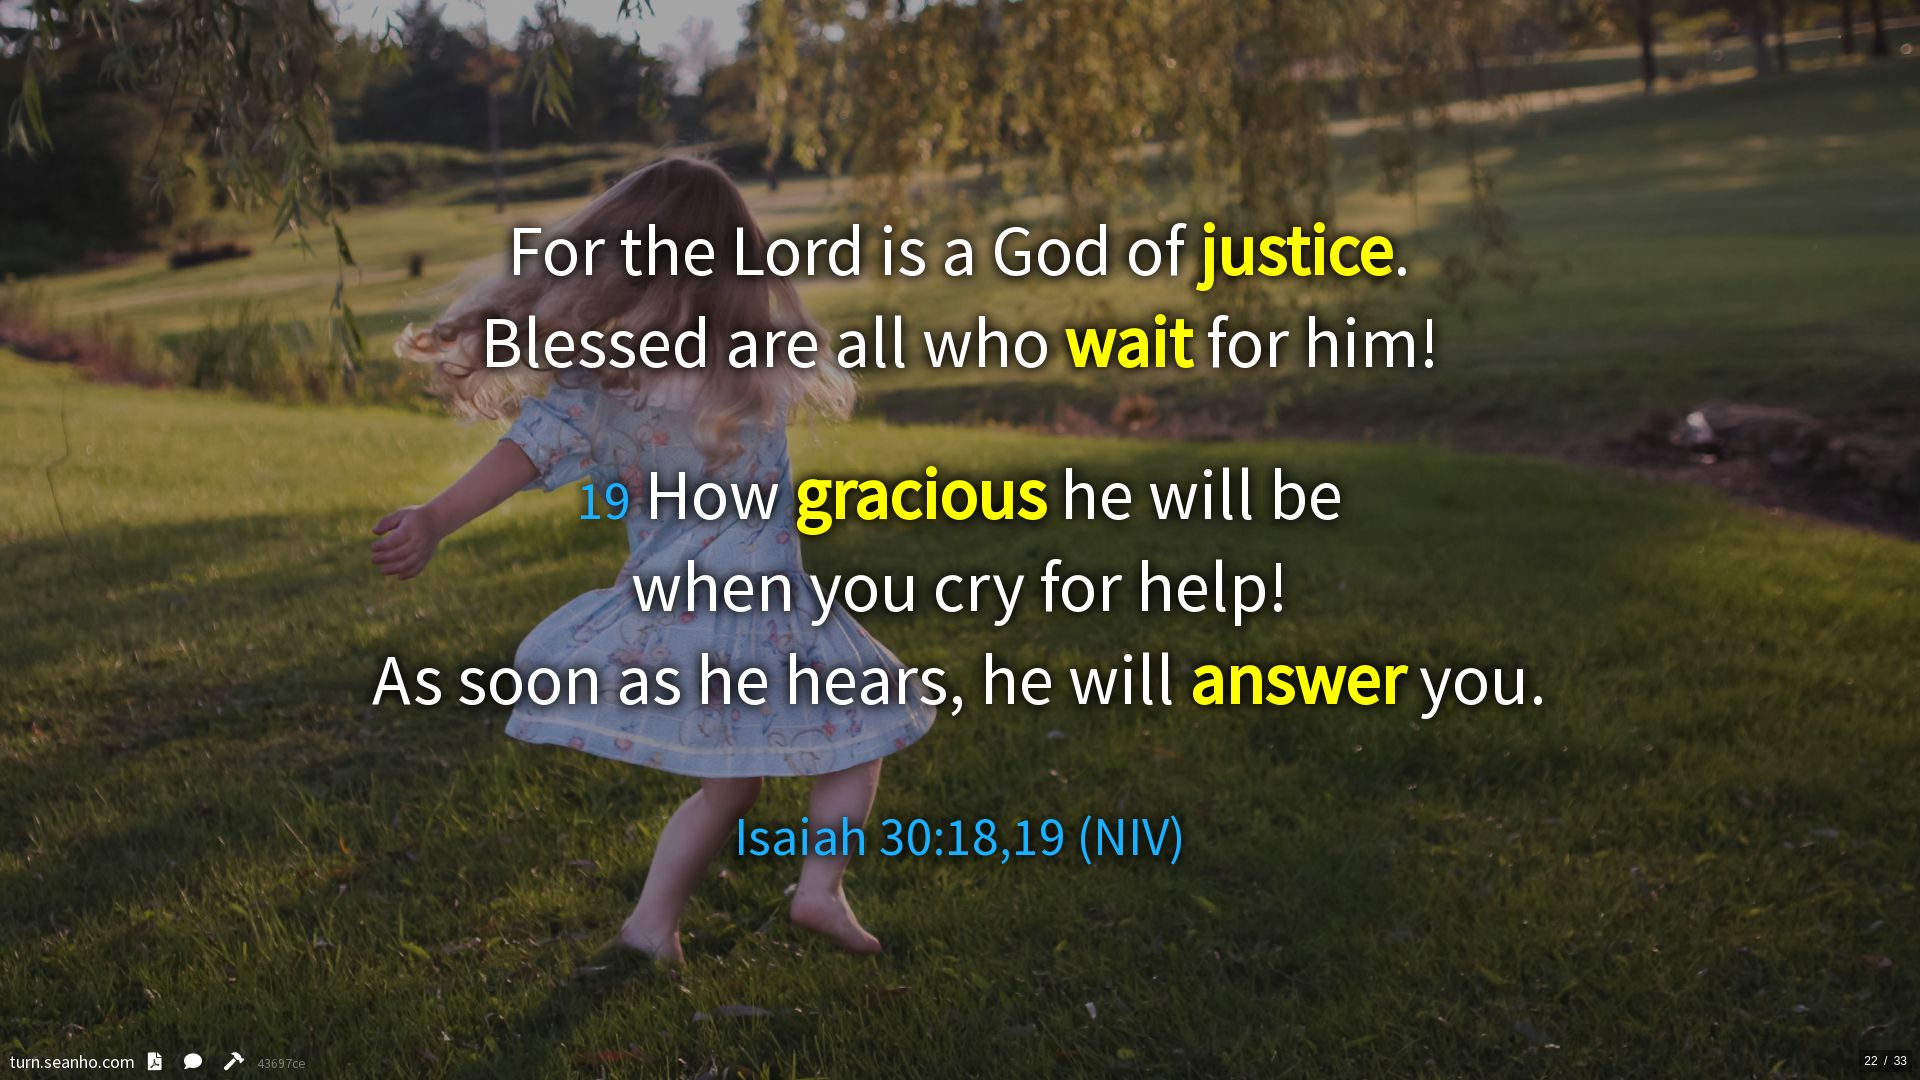 For the Lord is a God of justice.
Blessed are all who wait for him!
19 How gracious he will be
when you cry for help!
As soon as he hears, he will answer you.
Isaiah 30:18,19 (NIV)
turn.seanho.com 43697ce
22 / 33